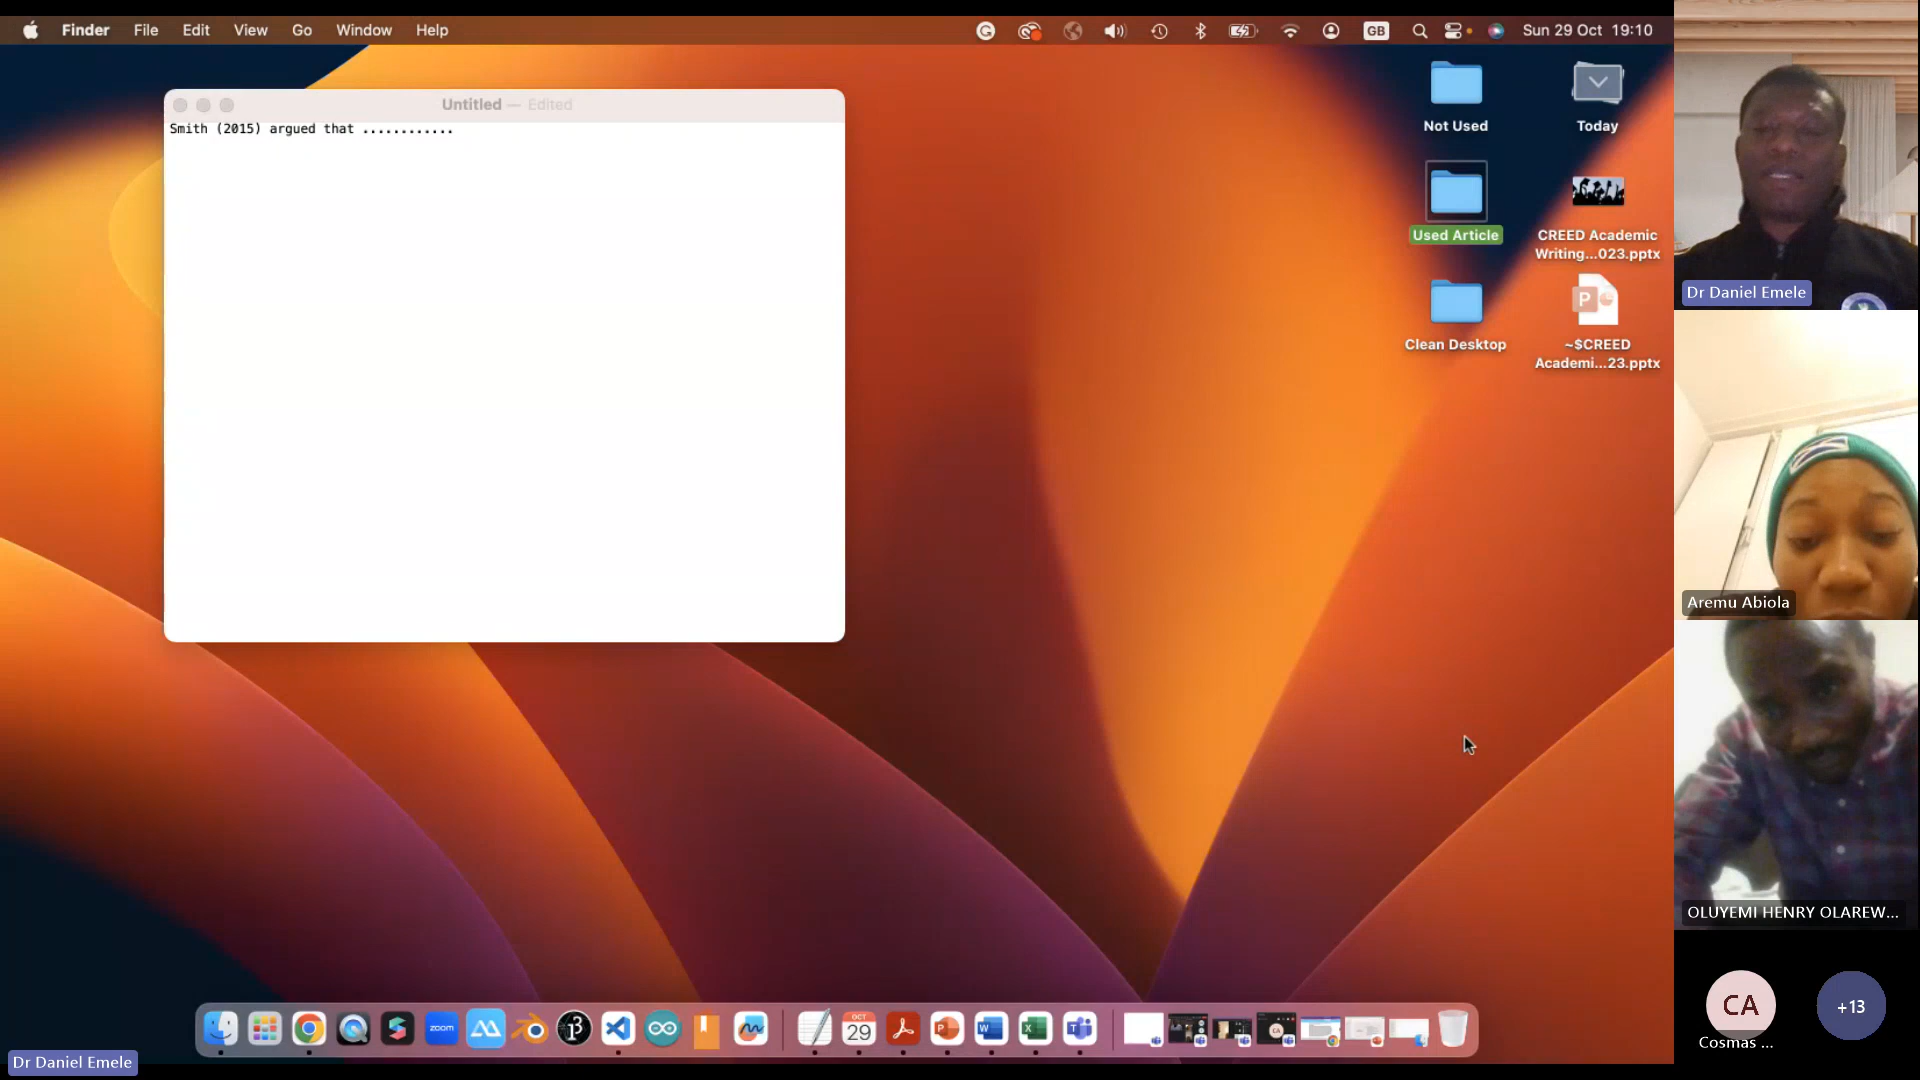 Finder File Edit View Go Window Help
GB
Sun 29 Oct 19:10
Untitled — Edited
Smith (2015) argued that ............
Not Used
Today
Used Article
CREED Academic
Writing...023.pptx
Clean Desktop
~$CREED
Academi...23.pptx
P
zoom
OCT
29
Dr Daniel Emele
Dr Daniel Emele
Aremu Abiola
OLUYEMI HENRY OLAREW...
CA
Cosmas ...
+13